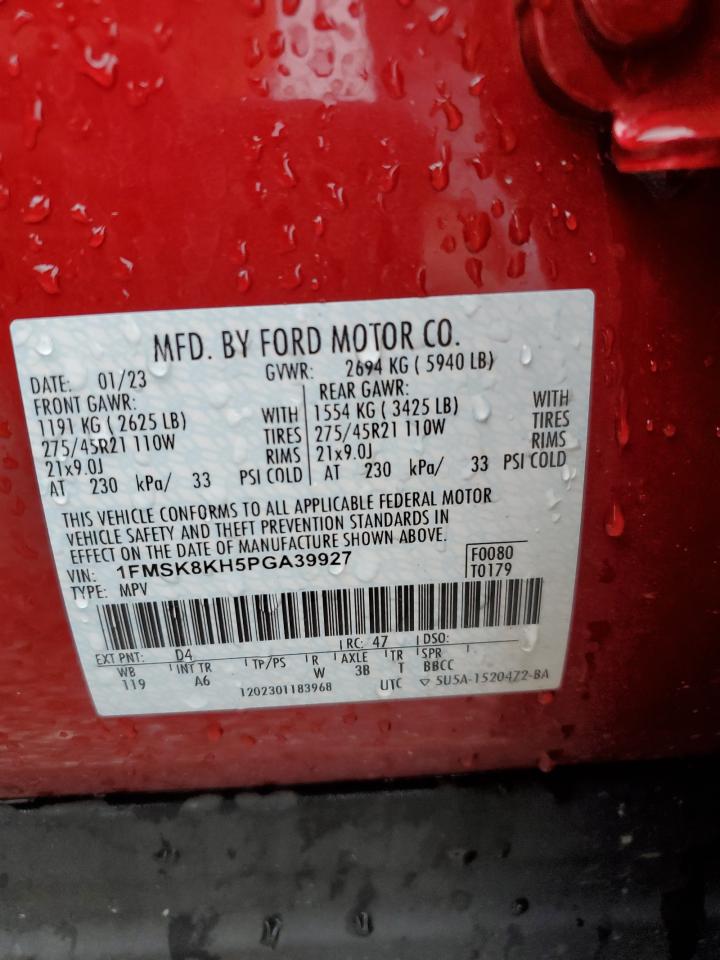 MFD. BY FORD MOTOR CO.
DATE: 01/23 GVWR: 2694 KG ( 5940 LB)
FRONT GAWR: REAR GAWR:
1191 KG ( 2625 LB) WITH 1554 KG ( 3425 LB) WITH
275/45R21 110W TIRES 275/45R21 110W TIRES
21x9.0J RIMS 21x9.0J RIMS
AT 230 kPa/ 33 PSI COLD AT 230 kPa/ 33 PSI COLD
THIS VEHICLE CONFORMS TO ALL APPLICABLE FEDERAL MOTOR
VEHICLE SAFETY AND THEFT PREVENTION STANDARDS IN
EFFECT ON THE DATE OF MANUFACTURE SHOWN ABOVE.
VIN: 1FMSK8KH5PGA39927 F0080
TYPE: MPV T0179
EXT PNT: D4 RC: 47 DSO:
WB INT TR TP/PS R AXLE TR SPR
119 A6 W 3B T BBCC
1202301183968 UTC ▽ 5U5A-1520472-BA